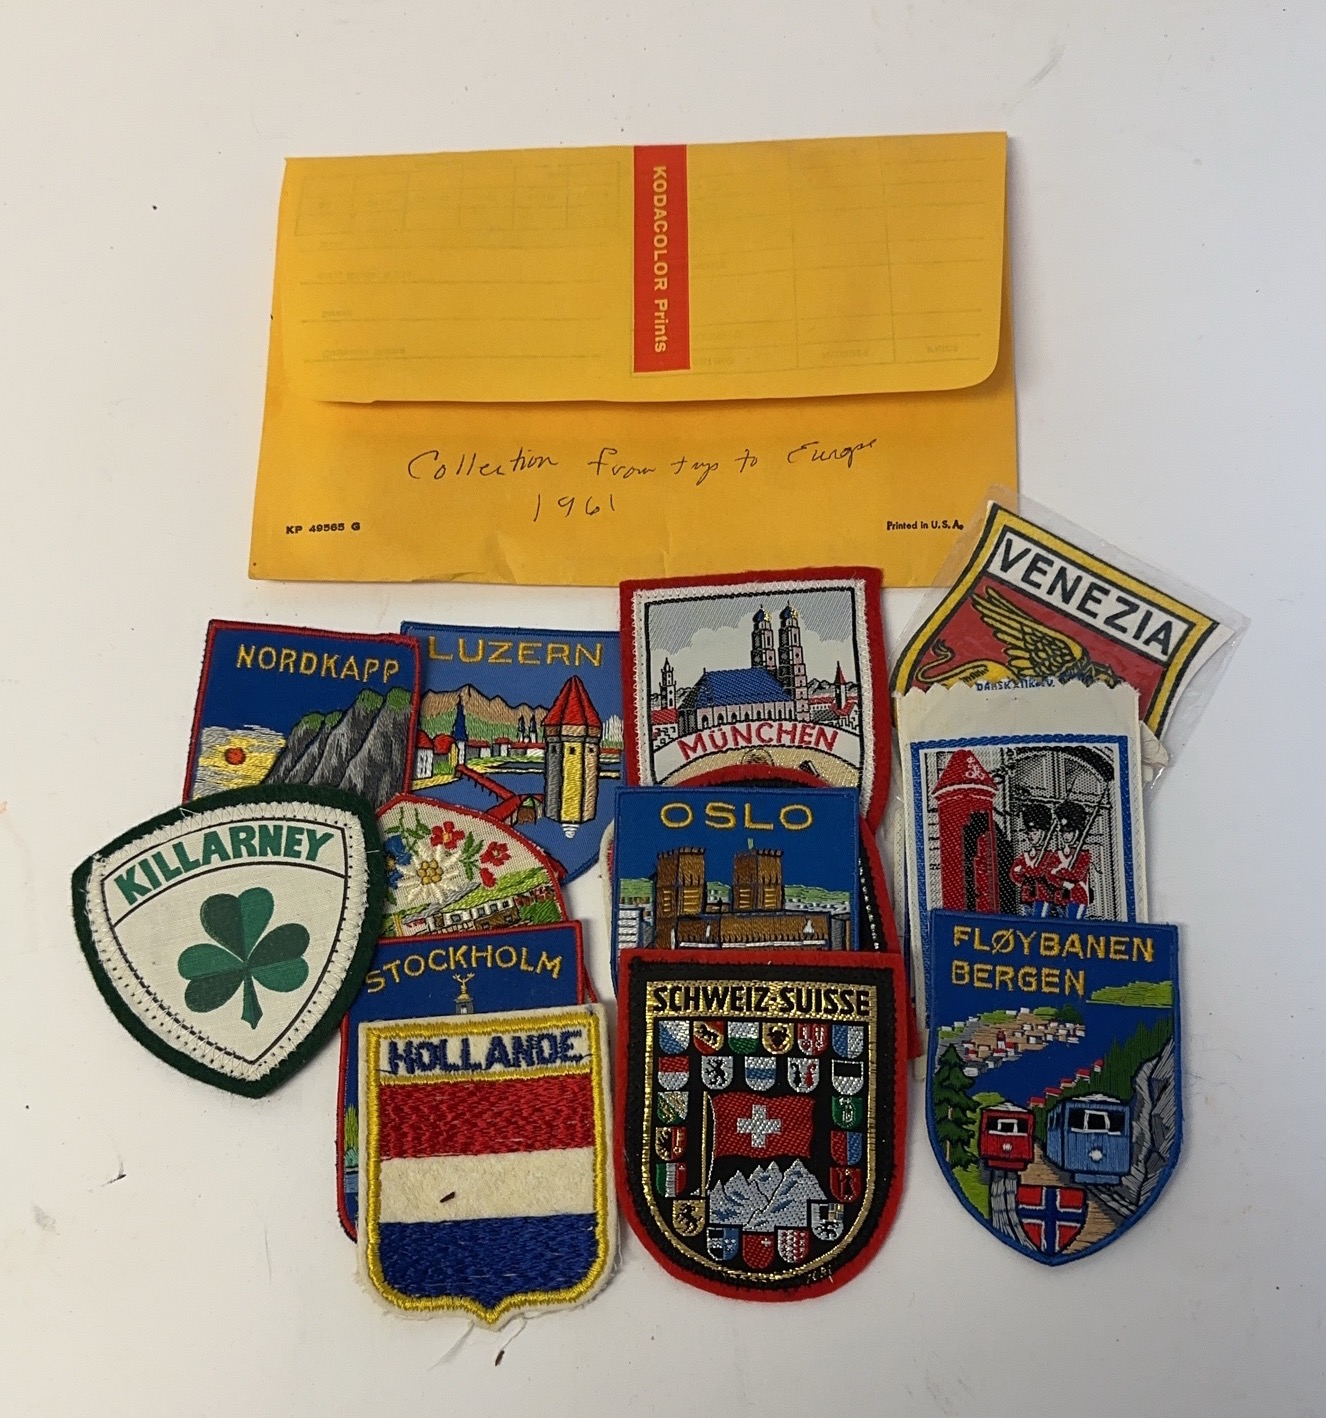 KODACOLOR Prints
Collection from trip to Europe
1961
KP 49565 G
Printed in U.S.A.
VENEZIA
MÜNCHEN
NORDKAPP
LUZERN
OSLO
KILLARNEY
STOCKHOLM
FLØYBANEN
BERGEN
SCHWEIZ-SUISSE
HOLLANDE